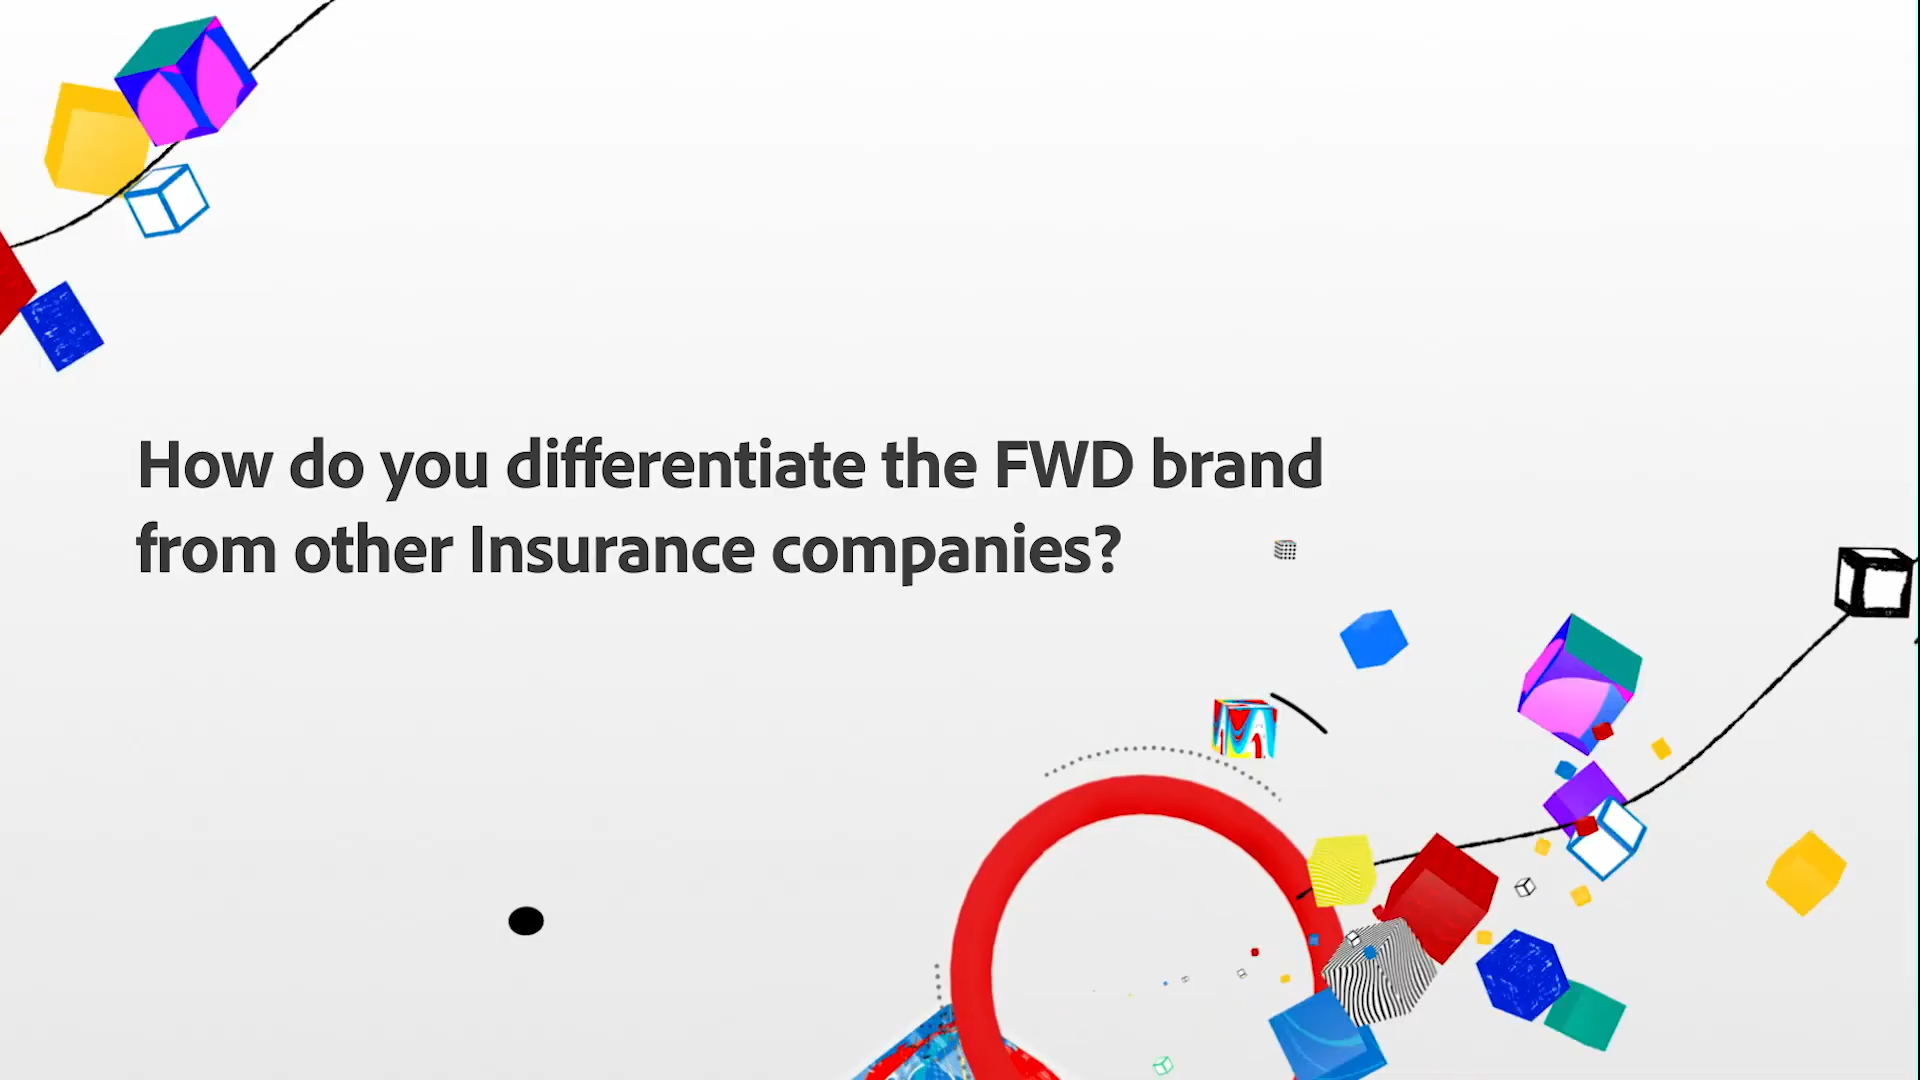 How do you differentiate the FWD brand
from other Insurance companies?